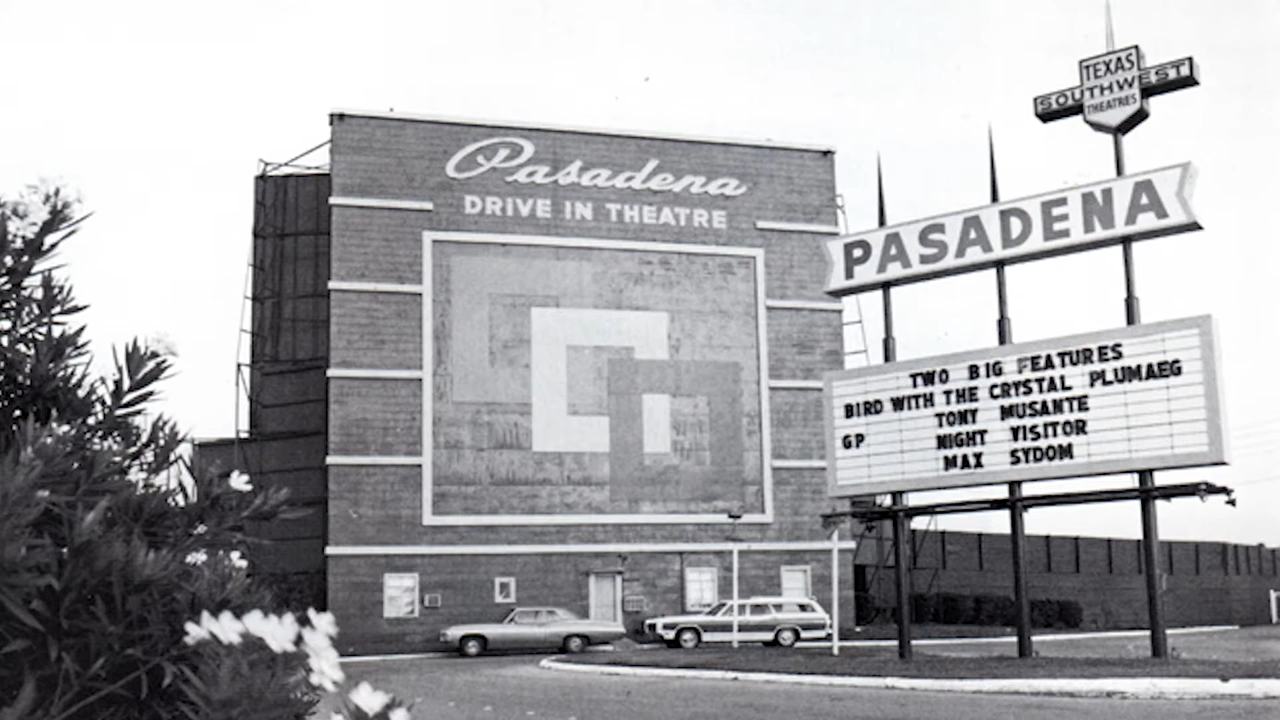 Pasadena
DRIVE IN THEATRE
TEXAS
SOUTHWEST
THEATRES
PASADENA
TWO BIG FEATURES
BIRD WITH THE CRYSTAL PLUMAEG
TONY MUSANTE
GP NIGHT VISITOR
MAX SYDOM